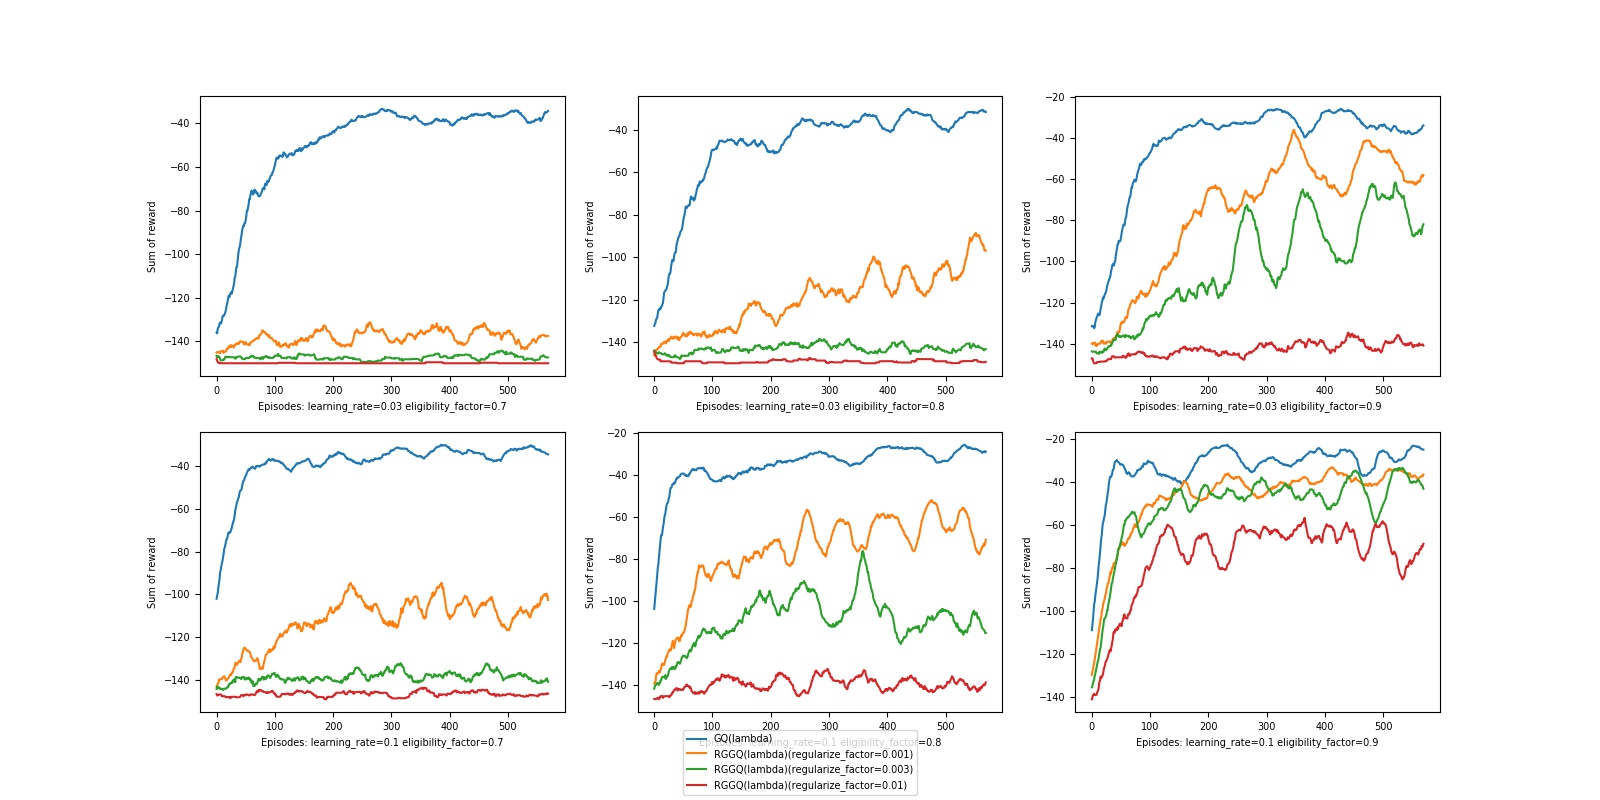 −40
−60
−80
−100
−120
−140
Sum of reward
0 100 200 300 400 500
Episodes: learning_rate=0.03 eligibility_factor=0.7
−40
−60
−80
−100
−120
−140
Sum of reward
0 100 200 300 400 500
Episodes: learning_rate=0.03 eligibility_factor=0.8
−20
−40
−60
−80
−100
−120
−140
Sum of reward
0 100 200 300 400 500
Episodes: learning_rate=0.03 eligibility_factor=0.9
−40
−60
−80
−100
−120
−140
Sum of reward
0 100 200 300 400 500
Episodes: learning_rate=0.1 eligibility_factor=0.7
−20
−40
−60
−80
−100
−120
−140
Sum of reward
0 100 200 300 400 500
Episodes: learning_rate=0.1 eligibility_factor=0.8
−20
−40
−60
−80
−100
−120
−140
Sum of reward
0 100 200 300 400 500
Episodes: learning_rate=0.1 eligibility_factor=0.9
GQ(lambda)
RGGQ(lambda)(regularize_factor=0.001)
RGGQ(lambda)(regularize_factor=0.003)
RGGQ(lambda)(regularize_factor=0.01)